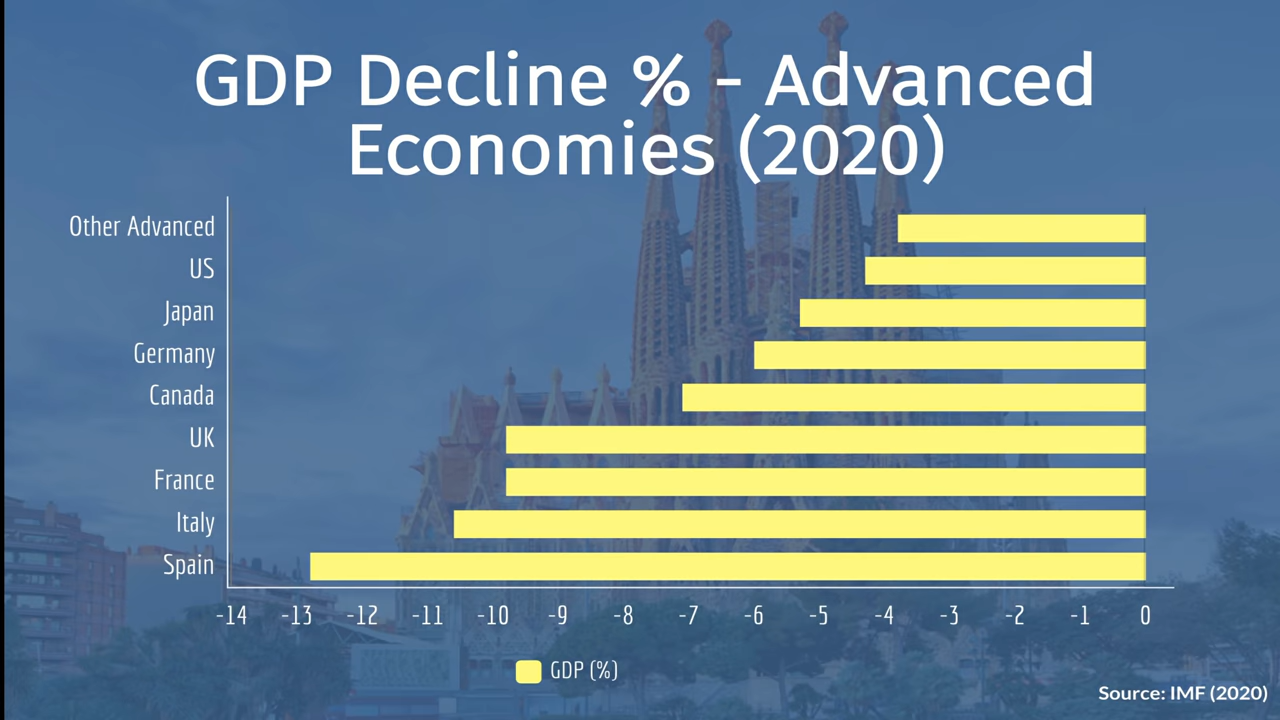 GDP Decline % - Advanced
Economies (2020)
Other Advanced
US
Japan
Germany
Canada
UK
France
Italy
Spain
-14 -13 -12 -11 -10 -9 -8 -7 -6 -5 -4 -3 -2 -1 0
GDP (%)
Source: IMF (2020)